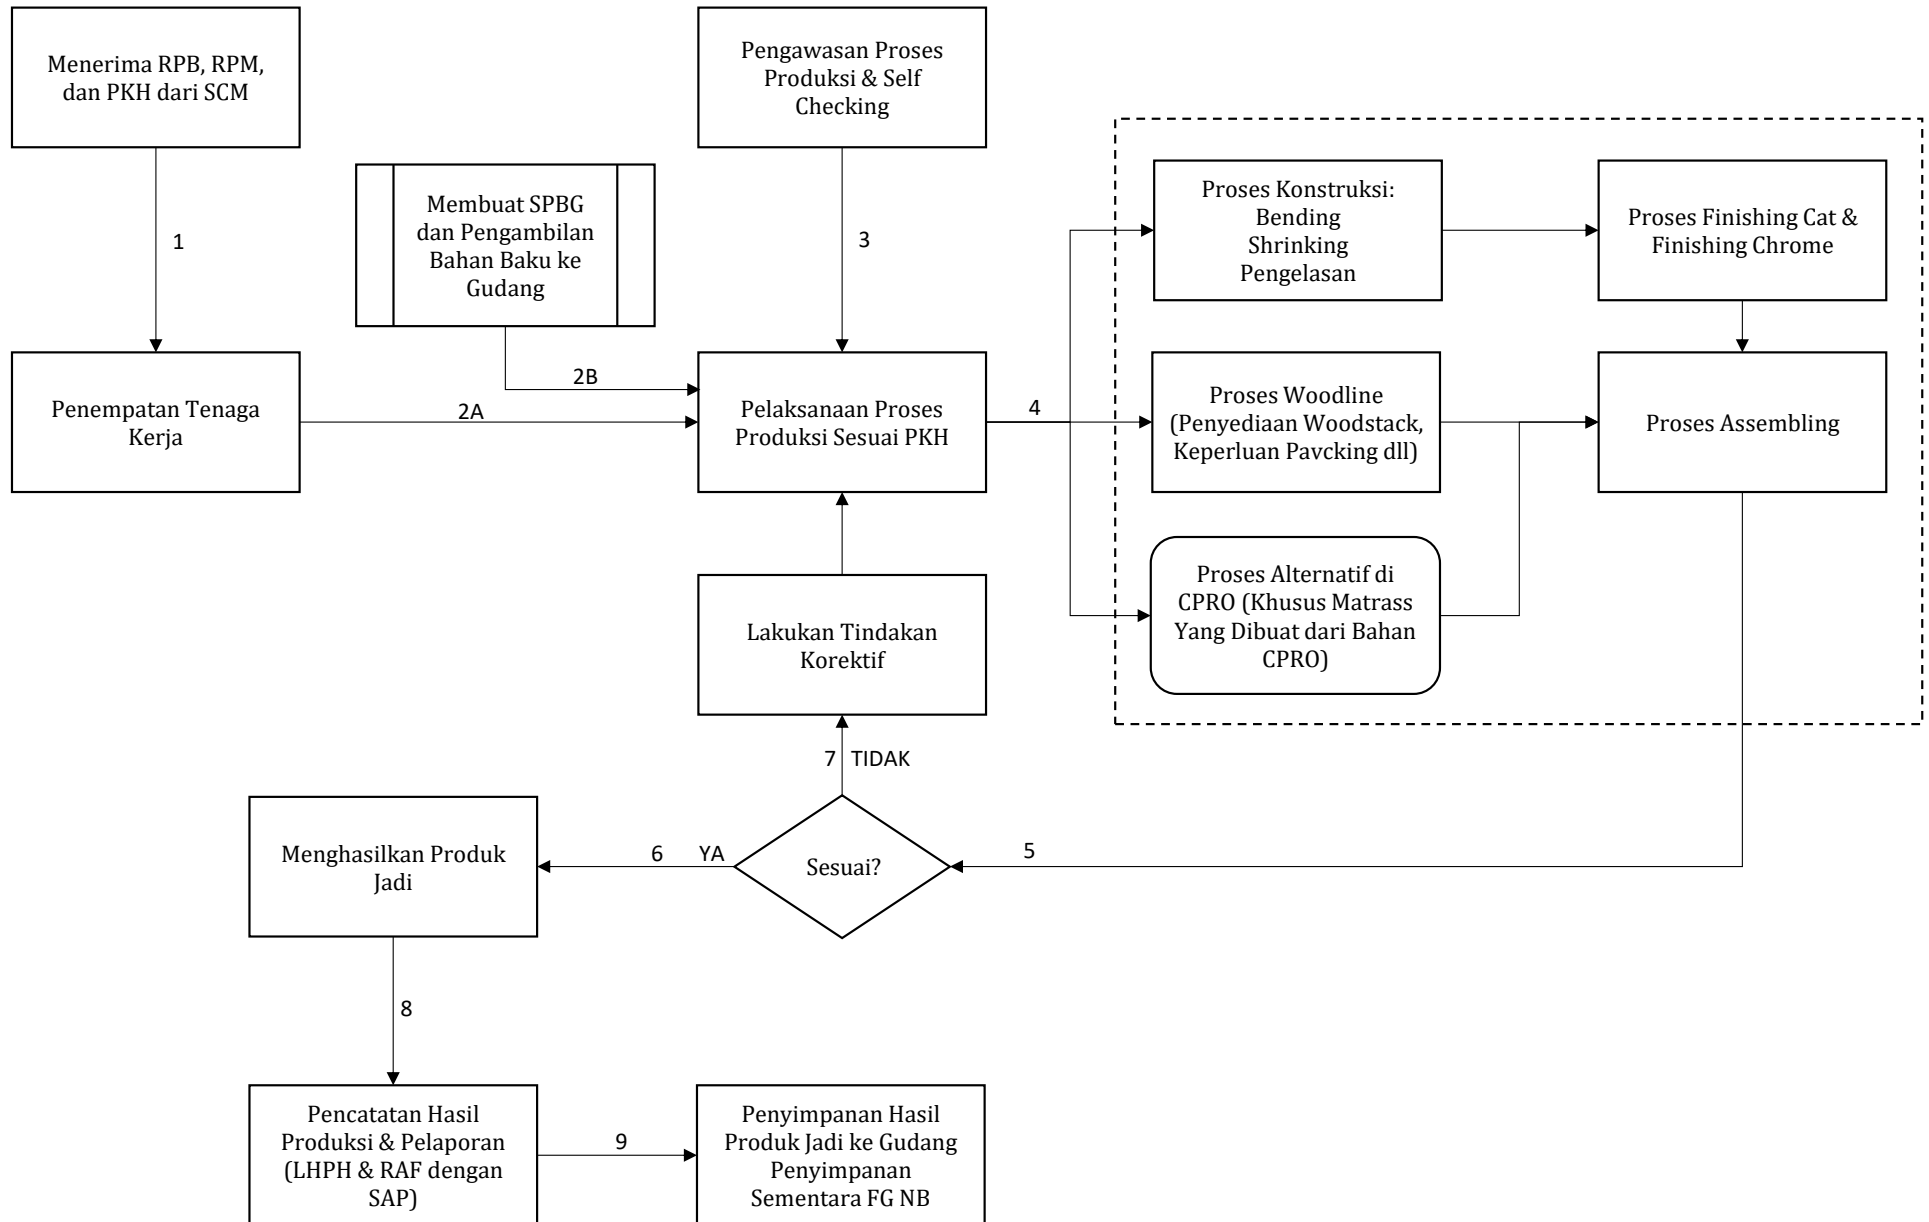 Menerima RPB, RPM,
dan PKH dari SCM
Pengawasan Proses
Produksi & Self
Checking
Membuat SPBG
dan Pengambilan
Bahan Baku ke
Gudang
Proses Konstruksi:
Bending
Shrinking
Pengelasan
Proses Finishing Cat &
Finishing Chrome
1
3
2B
Penempatan Tenaga
Kerja
2A
Pelaksanaan Proses
Produksi Sesuai PKH
4
Proses Woodline
(Penyediaan Woodstack,
Keperluan Pavcking dll)
Proses Assembling
Proses Alternatif di
CPRO (Khusus Matrass
Yang Dibuat dari Bahan
CPRO)
Lakukan Tindakan
Korektif
7 TIDAK
Menghasilkan Produk
Jadi
6 YA
Sesuai?
5
8
Pencatatan Hasil
Produksi & Pelaporan
(LHPH & RAF dengan
SAP)
9
Penyimpanan Hasil
Produk Jadi ke Gudang
Penyimpanan
Sementara FG NB